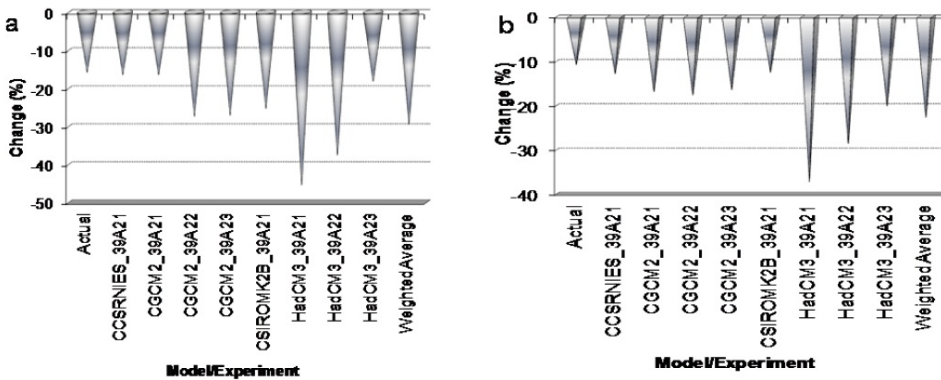 a
0
-10
-20
-30
-40
-50
Change (%)
Actual
CCSRNIES_39A21
CGCM2_39A21
CGCM2_39A22
CGCM2_39A23
CSIROMK2B_39A21
HadCM3_39A21
HadCM3_39A22
HadCM3_39A23
Weighted Average
Model/Experiment
b
0
-10
-20
-30
-40
Change (%)
Actual
CCSRNIES_39A21
CGCM2_39A21
CGCM2_39A22
CGCM2_39A23
CSIROMK2B_39A21
HadCM3_39A21
HadCM3_39A22
HadCM3_39A23
Weighted Average
Model/Experiment